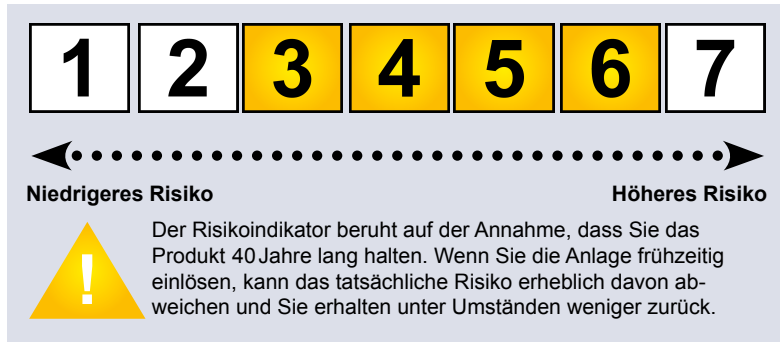 1 2 3 4 5 6 7
Niedrigeres Risiko Höheres Risiko
!
Der Risikoindikator beruht auf der Annahme, dass Sie das
Produkt 40 Jahre lang halten. Wenn Sie die Anlage frühzeitig
einlösen, kann das tatsächliche Risiko erheblich davon ab-
weichen und Sie erhalten unter Umständen weniger zurück.